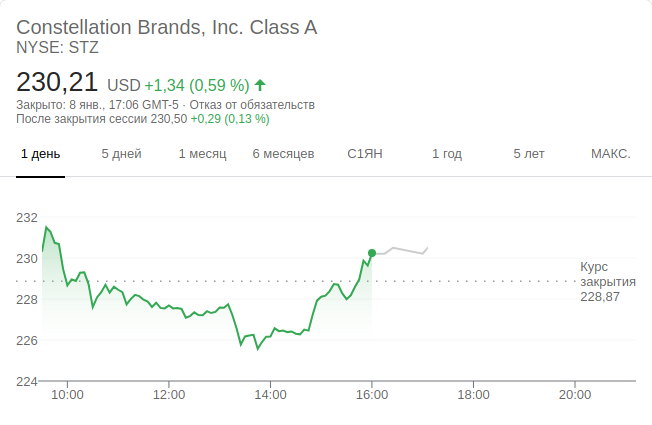 Constellation Brands, Inc. Class A
NYSE: STZ
230,21 USD +1,34 (0,59 %)
Закрыто: 8 янв., 17:06 GMT-5 · Отказ от обязательств
После закрытия сессии 230,50 +0,29 (0,13 %)
1 день 5 дней 1 месяц 6 месяцев С1ЯН 1 год 5 лет МАКС.
232
230
228
226
224
Курс
закрытия
228,87
10:00 12:00 14:00 16:00 18:00 20:00